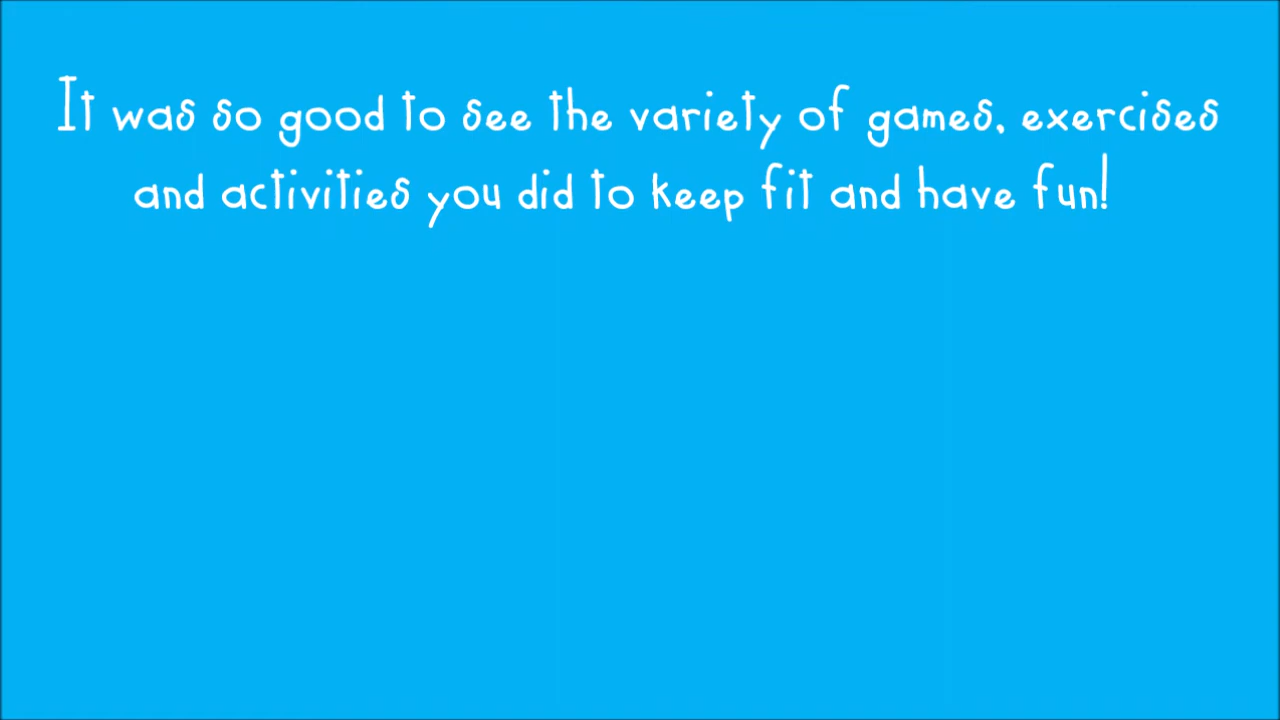 It was so good to see the variety of games, exercises
and activities you did to keep fit and have fun!